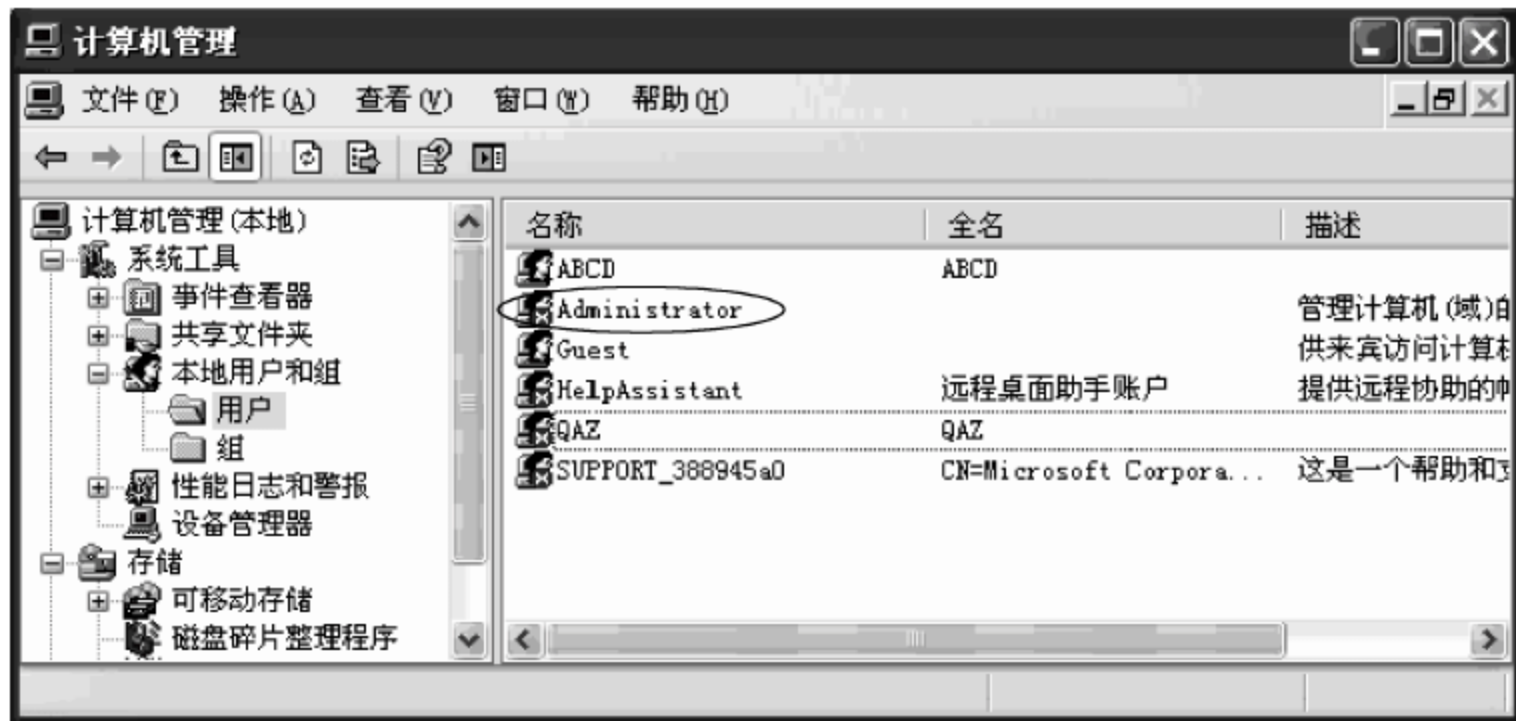 计算机管理
文件(F) 操作(A) 查看(V) 窗口(W) 帮助(H)
计算机管理(本地)
系统工具
事件查看器
共享文件夹
本地用户和组
用户
组
性能日志和警报
设备管理器
存储
可移动存储
磁盘碎片整理程序
名称 全名 描述
ABCD ABCD
Administrator 管理计算机(域)的
Guest 供来宾访问计算机
HelpAssistant 远程桌面助手账户 提供远程协助的帐
QAZ QAZ
SUPPORT_388945a0 CN=Microsoft Corpora... 这是一个帮助和支